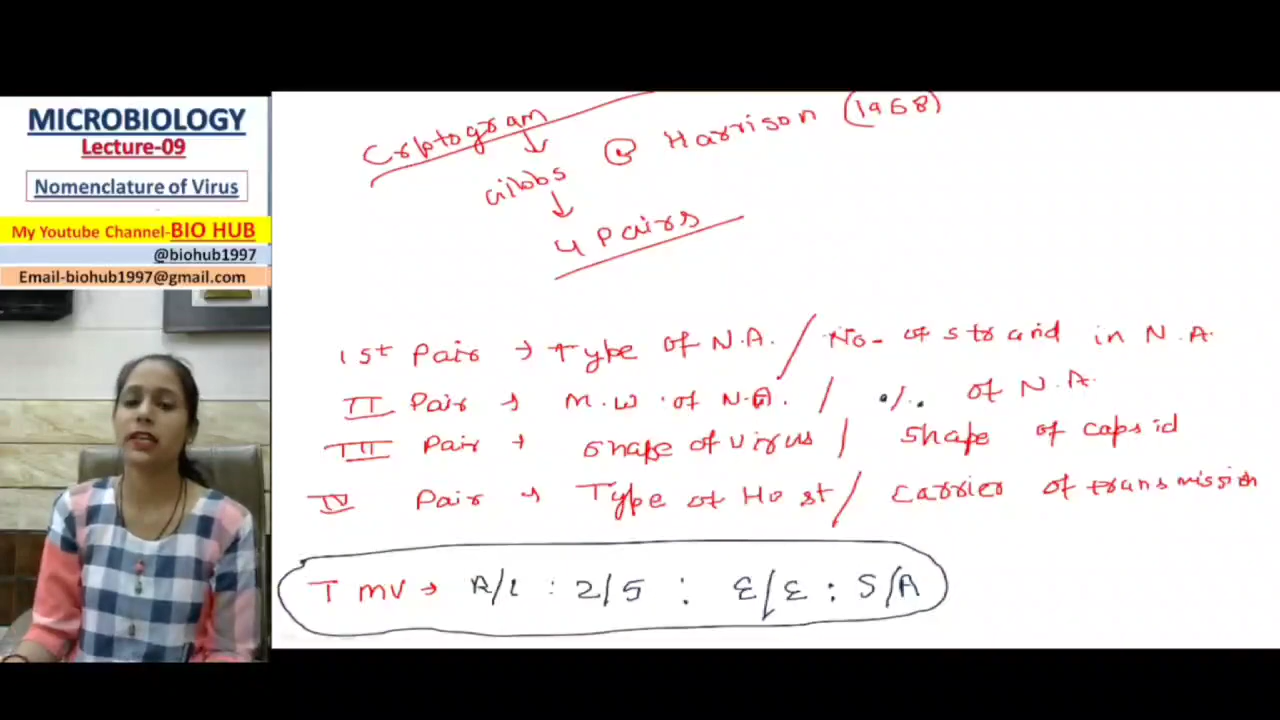 MICROBIOLOGY
Lecture-09
Nomenclature of Virus
My Youtube Channel-BIO HUB
@biohub1997
Email-biohub1997@gmail.com
Crptogram
Gibbs & Harrison (1968)
4 Pairs
1st Pair → Type of N.A. / No. of strand in N.A.
II Pair → M.W. of N.A. / % of N.A.
III Pair → Shape of virus / Shape of capsid
IV Pair → Type of Host / Carrier of transmission
TMV → R/1 : 2/5 : E/E : S/A